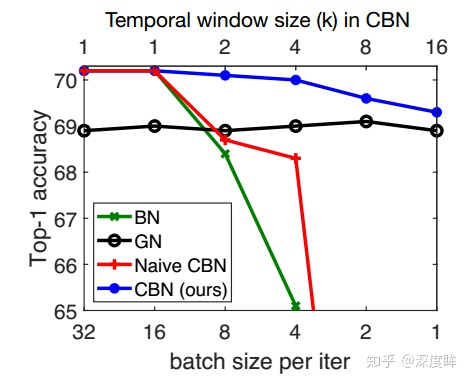 Temporal window size (k) in CBN
1 1 2 4 8 16
Top-1 accuracy
70
69
68
67
66
65
BN
GN
Naive CBN
CBN (ours)
32 16 8 4 2 1
batch size per iter
知乎 @深度眸